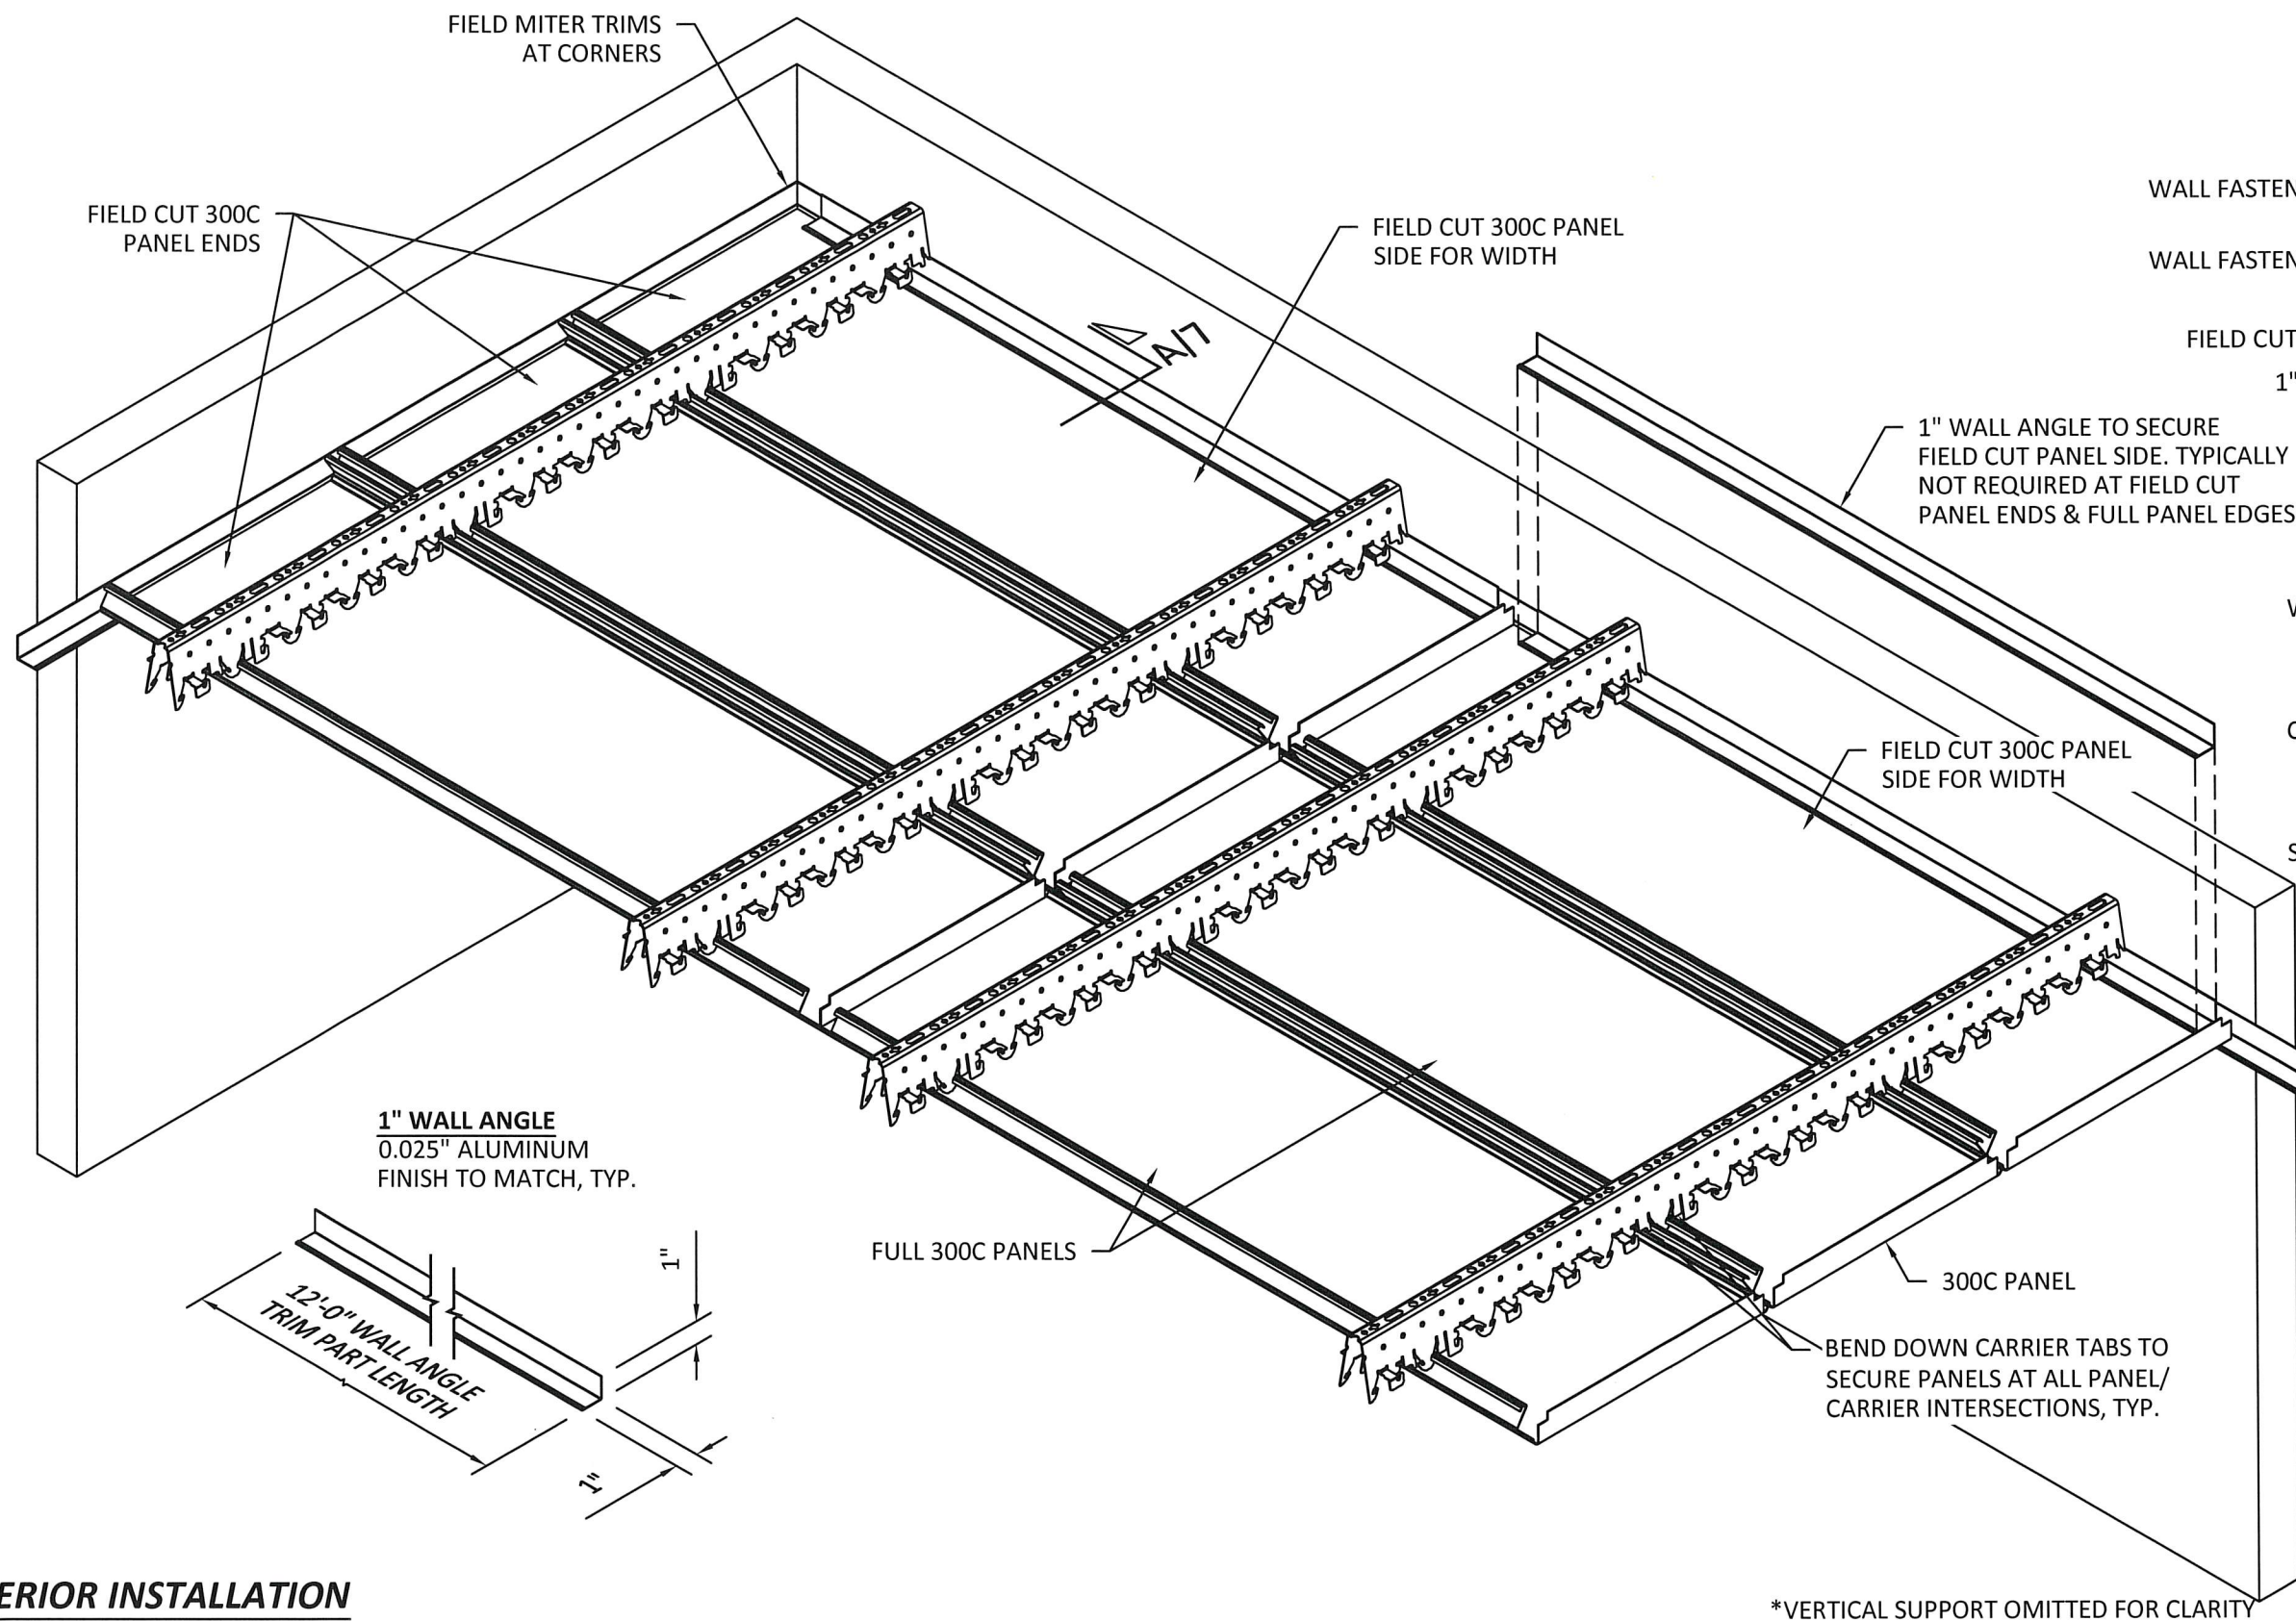 FIELD MITER TRIMS
AT CORNERS
FIELD CUT 300C
PANEL ENDS
FIELD CUT 300C PANEL
SIDE FOR WIDTH
A/7
WALL FASTEN
WALL FASTEN
FIELD CUT
1"
1" WALL ANGLE TO SECURE
FIELD CUT PANEL SIDE. TYPICALLY
NOT REQUIRED AT FIELD CUT
PANEL ENDS & FULL PANEL EDGES
FIELD CUT 300C PANEL
SIDE FOR WIDTH
1" WALL ANGLE
0.025" ALUMINUM
FINISH TO MATCH, TYP.
1"
12'-0" WALL ANGLE
TRIM PART LENGTH
1"
FULL 300C PANELS
300C PANEL
BEND DOWN CARRIER TABS TO
SECURE PANELS AT ALL PANEL/
CARRIER INTERSECTIONS, TYP.
ERIOR INSTALLATION
*VERTICAL SUPPORT OMITTED FOR CLARITY